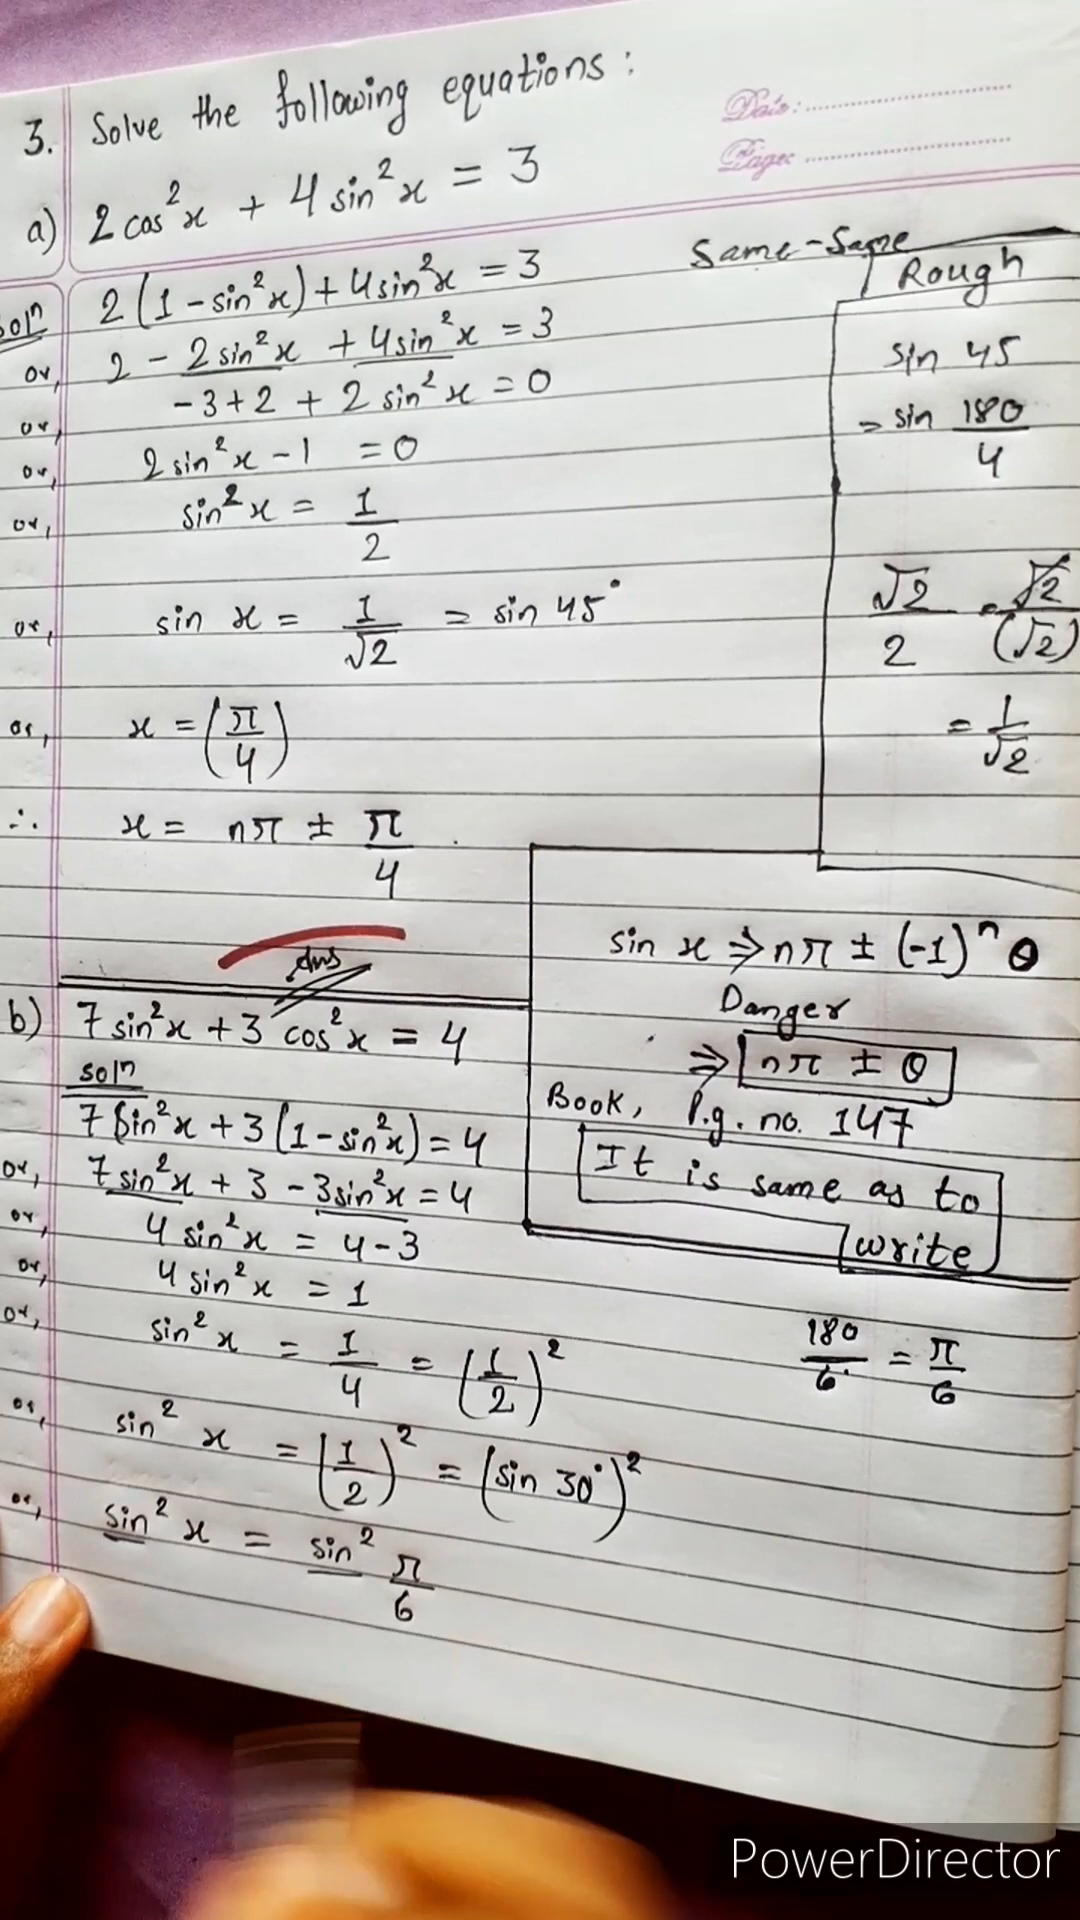 3. Solve the following equations :
Date:
Page:
a) 2 cos²x + 4 sin²x = 3
Same-Same
Soln 2(1 - sin²x) + 4sin²x = 3
or, 2 - 2 sin²x + 4sin²x = 3
or, -3+2 + 2 sin²x = 0
or, 2 sin²x - 1 = 0
or, sin²x = 1/2
or, sin x = 1/√2 = sin 45°
or, x = (π/4)
∴ x = nπ ± π/4
Ans
Rough
sin 45
= sin 180/4
√2/2 = √2/(√2)
= 1/√2
sin x ⇒ nπ ± (-1)ⁿ θ
Danger
⇒ nπ ± θ
Book, P.g. no. 147
It is same as to
write
b) 7 sin²x + 3 cos²x = 4
soln
7 sin²x + 3(1 - sin²x) = 4
or, 7 sin²x + 3 - 3sin²x = 4
or, 4 sin²x = 4-3
or, 4 sin²x = 1
or, sin²x = 1/4 = (1/2)²
180/6 = π/6
or, sin² x = (1/2)² = (sin 30°)²
or, sin² x = sin² π/6
PowerDirector